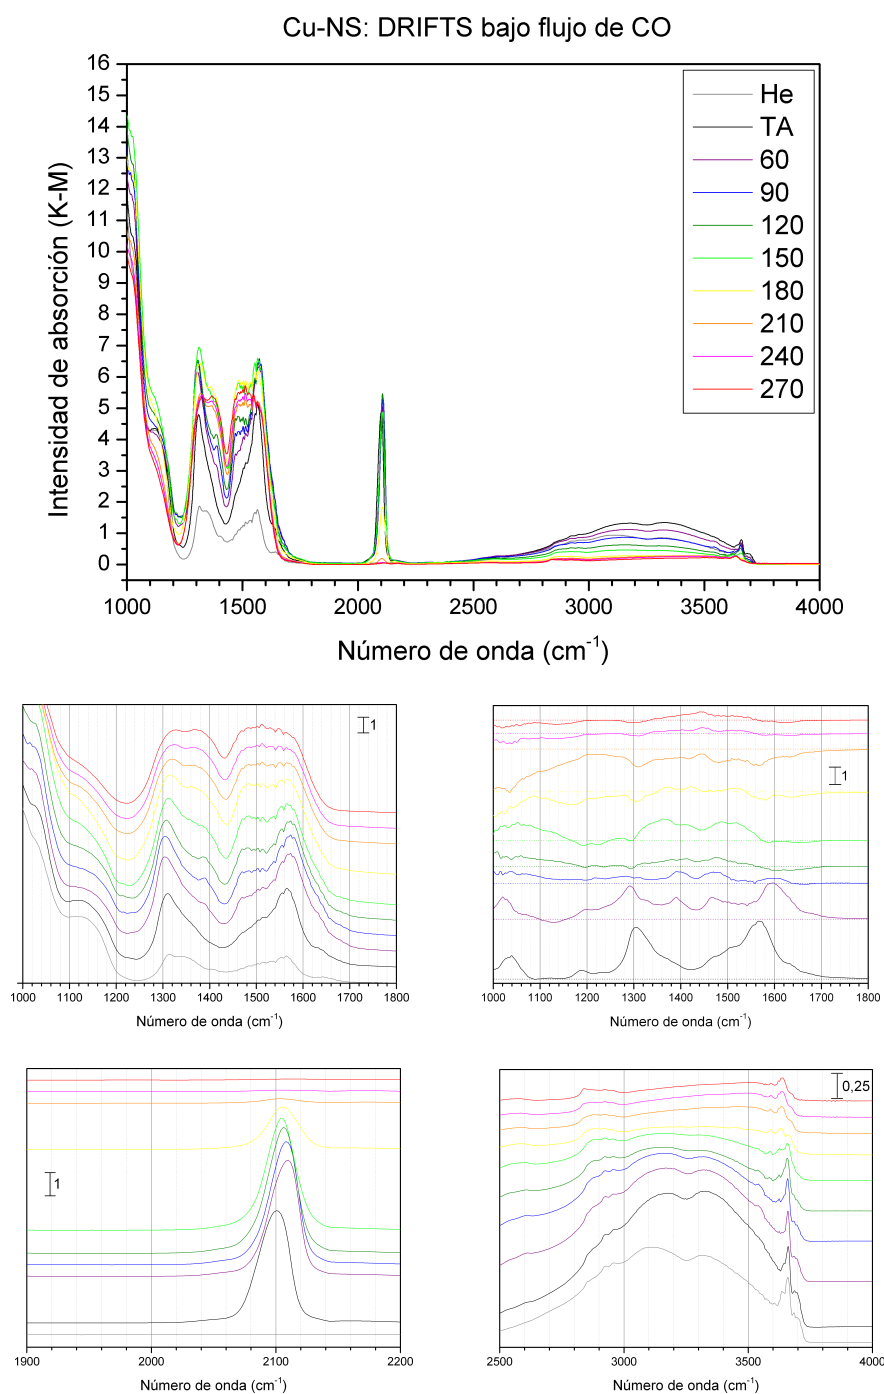 Cu-NS: DRIFTS bajo flujo de CO
16
15
14
13
12
11
10
9
8
7
6
5
4
3
2
1
0
Intensidad de absorción (K-M)
He
TA
60
90
120
150
180
210
240
270
1000 1500 2000 2500 3000 3500 4000
Número de onda (cm⁻¹)
1
1000 1100 1200 1300 1400 1500 1600 1700 1800
Número de onda (cm⁻¹)
1
1000 1100 1200 1300 1400 1500 1600 1700 1800
Número de onda (cm⁻¹)
1
1900 2000 2100 2200
Número de onda (cm⁻¹)
0,25
2500 3000 3500 4000
Número de onda (cm⁻¹)